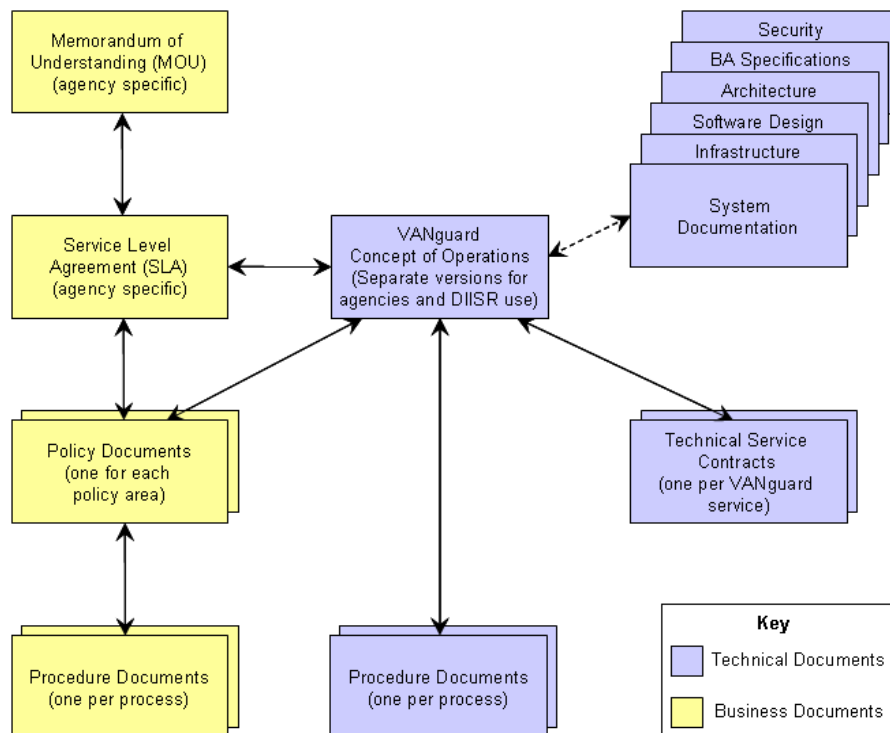 Memorandum of
Understanding (MOU)
(agency specific)
Security
BA Specifications
Architecture
Software Design
Infrastructure
System
Documentation
Service Level
Agreement (SLA)
(agency specific)
VANguard
Concept of Operations
(Separate versions for
agencies and DIISR use)
Policy Documents
(one for each
policy area)
Technical Service
Contracts
(one per VANguard
service)
Procedure Documents
(one per process)
Procedure Documents
(one per process)
Key
Technical Documents
Business Documents